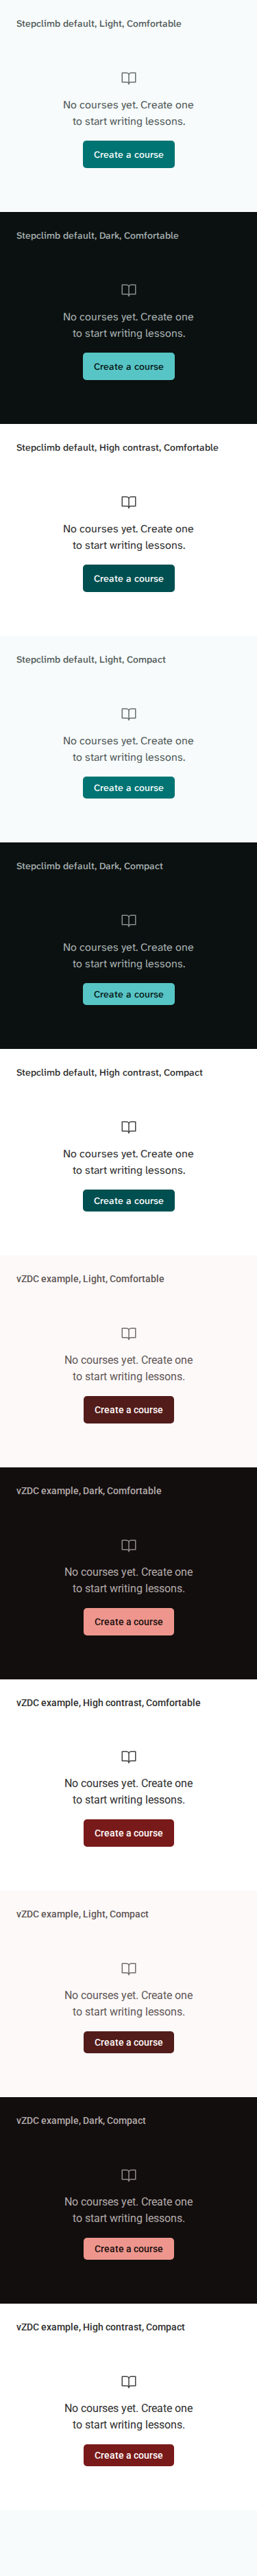 Stepclimb default, Light, Comfortable
No courses yet. Create one
to start writing lessons.
Create a course
Stepclimb default, Dark, Comfortable
No courses yet. Create one
to start writing lessons.
Create a course
Stepclimb default, High contrast, Comfortable
No courses yet. Create one
to start writing lessons.
Create a course
Stepclimb default, Light, Compact
No courses yet. Create one
to start writing lessons.
Create a course
Stepclimb default, Dark, Compact
No courses yet. Create one
to start writing lessons.
Create a course
Stepclimb default, High contrast, Compact
No courses yet. Create one
to start writing lessons.
Create a course
vZDC example, Light, Comfortable
No courses yet. Create one
to start writing lessons.
Create a course
vZDC example, Dark, Comfortable
No courses yet. Create one
to start writing lessons.
Create a course
vZDC example, High contrast, Comfortable
No courses yet. Create one
to start writing lessons.
Create a course
vZDC example, Light, Compact
No courses yet. Create one
to start writing lessons.
Create a course
vZDC example, Dark, Compact
No courses yet. Create one
to start writing lessons.
Create a course
vZDC example, High contrast, Compact
No courses yet. Create one
to start writing lessons.
Create a course